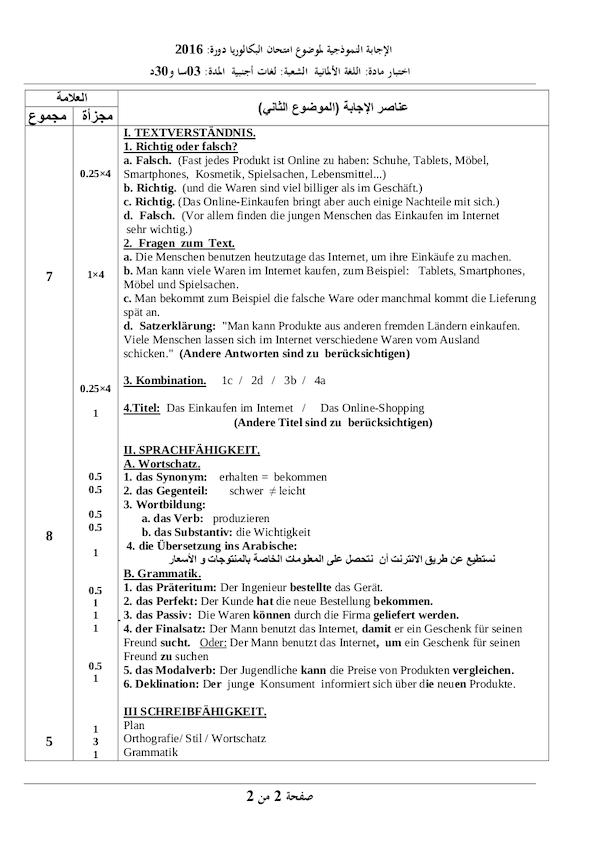 الإجابة النموذجية لموضوع امتحان البكالوريا دورة: 2016
اختبار مادة: اللغة الألمانية الشعبة: لغات أجنبية المدة: 03سا و30د
العلامة
عناصر الإجابة (الموضوع الثاني)
مجموع
مجزأة
I. TEXTVERSTÄNDNIS.
1. Richtig oder falsch?
a. Falsch. (Fast jedes Produkt ist Online zu haben: Schuhe, Tablets, Möbel,
0.25×4
Smartphones, Kosmetik, Spielsachen, Lebensmittel...)
b. Richtig. (und die Waren sind viel billiger als im Geschäft.)
c. Richtig. (Das Online-Einkaufen bringt aber auch einige Nachteile mit sich.)
d. Falsch. (Vor allem finden die jungen Menschen das Einkaufen im Internet
sehr wichtig.)
2. Fragen zum Text.
a. Die Menschen benutzen heutzutage das Internet, um ihre Einkäufe zu machen.
7
1×4
b. Man kann viele Waren im Internet kaufen, zum Beispiel: Tablets, Smartphones,
Möbel und Spielsachen.
c. Man bekommt zum Beispiel die falsche Ware oder manchmal kommt die Lieferung
spät an.
d. Satzerklärung: "Man kann Produkte aus anderen fremden Ländern einkaufen.
Viele Menschen lassen sich im Internet verschiedene Waren vom Ausland
schicken." (Andere Antworten sind zu berücksichtigen)
0.25×4
3. Kombination. 1c / 2d / 3b / 4a
1
4.Titel: Das Einkaufen im Internet / Das Online-Shopping
(Andere Titel sind zu berücksichtigen)
II. SPRACHFÄHIGKEIT.
A. Wortschatz.
0.5
1. das Synonym: erhalten = bekommen
0.5
2. das Gegenteil: schwer ≠ leicht
3. Wortbildung:
0.5
a. das Verb: produzieren
0.5
b. das Substantiv: die Wichtigkeit
8
1
4. die Übersetzung ins Arabische:
نستطيع عن طريق الانترنت أن نتحصل على المعلومات الخاصة بالمنتوجات و الأسعار
B. Grammatik.
0.5
1. das Präteritum: Der Ingenieur bestellte das Gerät.
1
2. das Perfekt: Der Kunde hat die neue Bestellung bekommen.
1
3. das Passiv: Die Waren können durch die Firma geliefert werden.
1
4. der Finalsatz: Der Mann benutzt das Internet, damit er ein Geschenk für seinen
Freund sucht. Oder: Der Mann benutzt das Internet, um ein Geschenk für seinen
Freund zu suchen
0.5
5. das Modalverb: Der Jugendliche kann die Preise von Produkten vergleichen.
1
6. Deklination: Der junge Konsument informiert sich über die neuen Produkte.
III SCHREIBFÄHIGKEIT.
1
Plan
5
3
Orthografie/ Stil / Wortschatz
1
Grammatik
صفحة 2 من 2